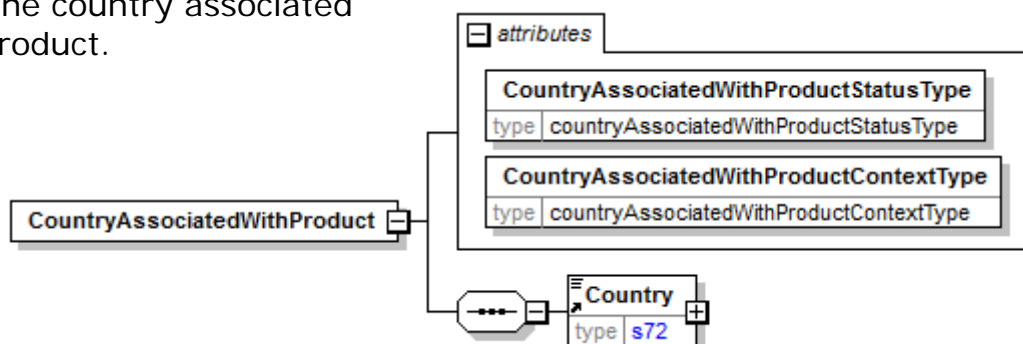 he country associated
roduct.
attributes
CountryAssociatedWithProductStatusType
type countryAssociatedWithProductStatusType
CountryAssociatedWithProductContextType
type countryAssociatedWithProductContextType
CountryAssociatedWithProduct
Country
type s72